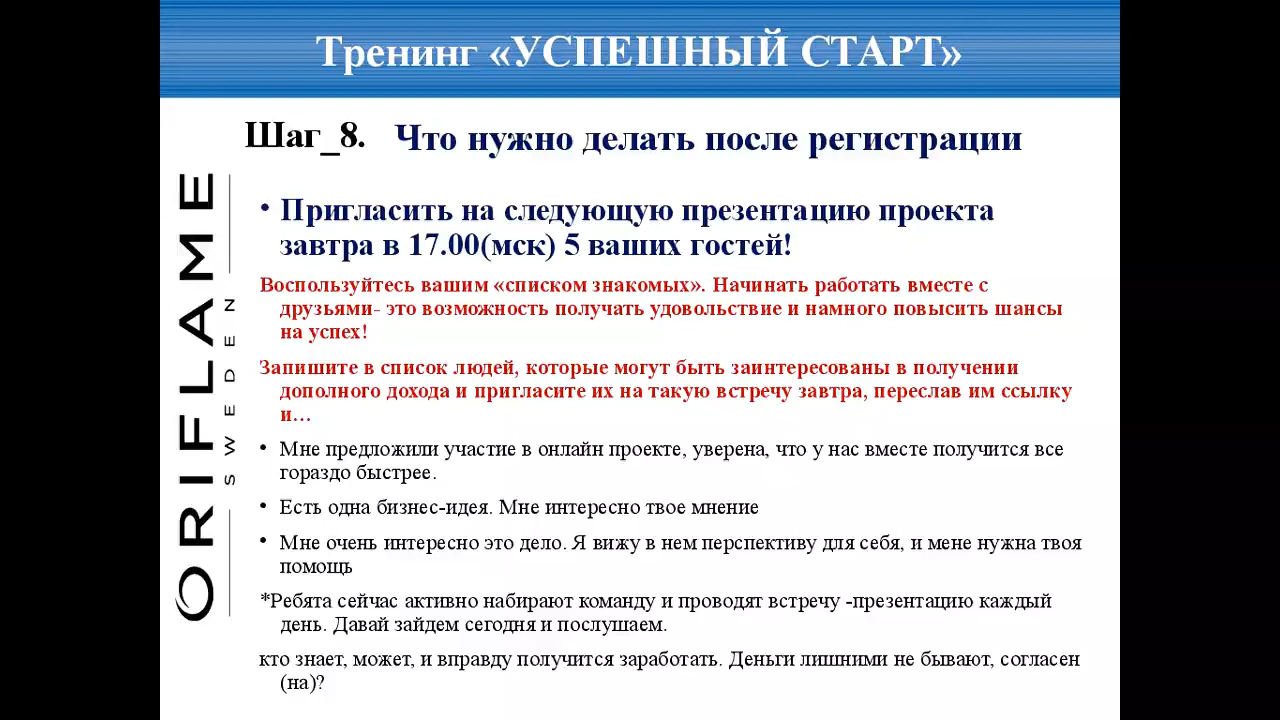 Тренинг «УСПЕШНЫЙ СТАРТ»
Шаг_8. Что нужно делать после регистрации
• Пригласить на следующую презентацию проекта
завтра в 17.00(мск) 5 ваших гостей!
Воспользуйтесь вашим «списком знакомых». Начинать работать вместе с
друзьями- это возможность получать удовольствие и намного повысить шансы
на успех!
Запишите в список людей, которые могут быть заинтересованы в получении
дополного дохода и пригласите их на такую встречу завтра, переслав им ссылку
и…
• Мне предложили участие в онлайн проекте, уверена, что у нас вместе получится все
гораздо быстрее.
• Есть одна бизнес-идея. Мне интересно твое мнение
• Мне очень интересно это дело. Я вижу в нем перспективу для себя, и мене нужна твоя
помощь
*Ребята сейчас активно набирают команду и проводят встречу -презентацию каждый
день. Давай зайдем сегодня и послушаем.
кто знает, может, и вправду получится заработать. Деньги лишними не бывают, согласен
(на)?
ORIFLAME
SWEDEN